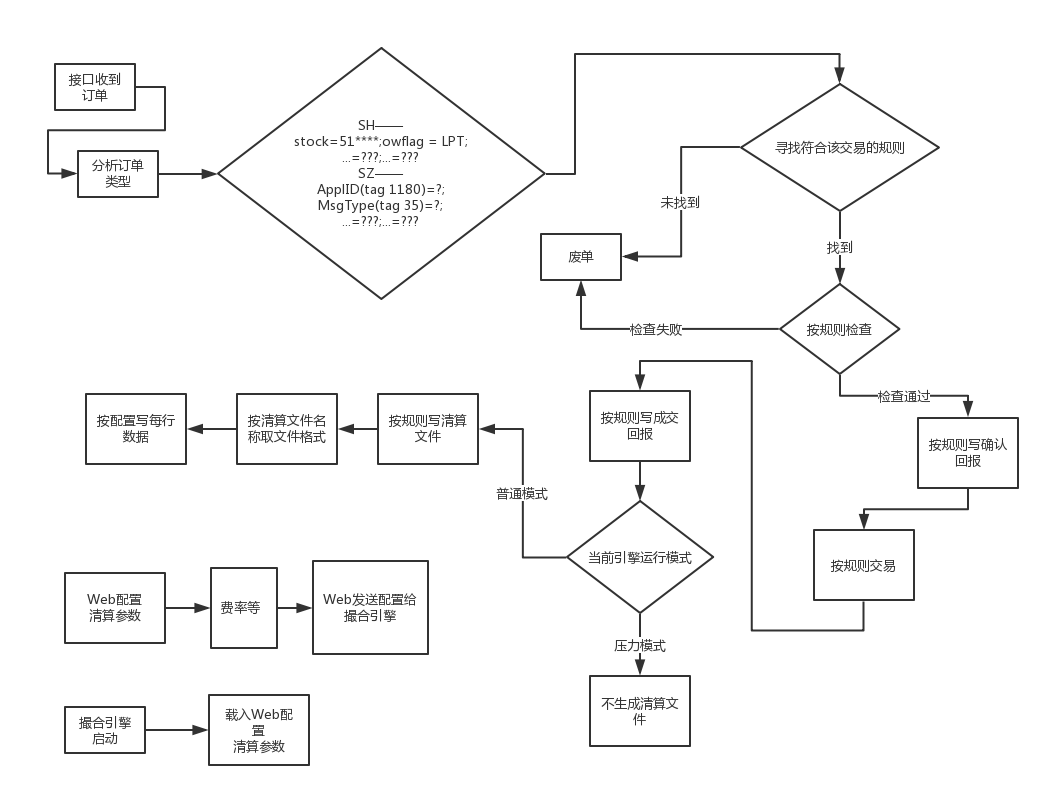 接口收到
订单
分析订单
类型
SH——
stock=51****;owflag = LPT;
...=???;...=???
SZ——
ApplID(tag 1180)=?;
MsgType(tag 35)=?;
...=???;...=???
寻找符合该交易的规则
未找到
找到
废单
检查失败
按规则检查
检查通过
按规则写确认
回报
按规则交易
按规则写成交
回报
当前引擎运行模式
普通模式
按规则写清算
文件
按清算文件名
称取文件格式
按配置写每行
数据
压力模式
不生成清算文
件
Web配置
清算参数
费率等
Web发送配置给
撮合引擎
撮合引擎
启动
载入Web配
置
清算参数